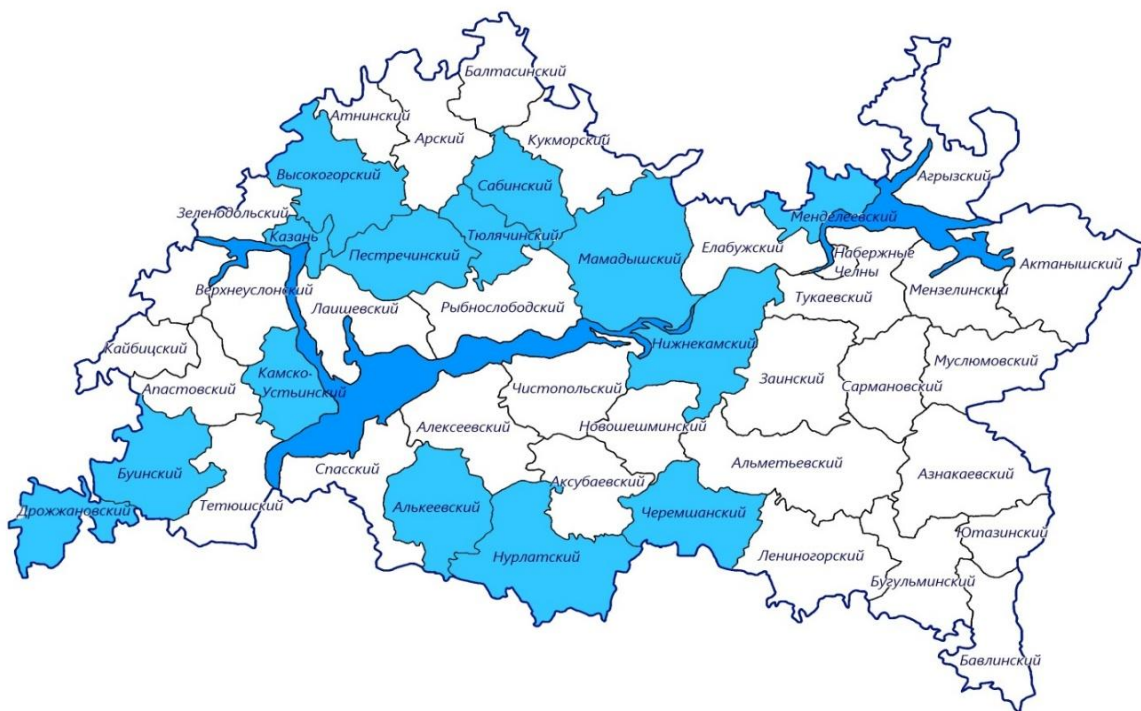 Балтасинский
Атнинский
Арский
Кукморский
Высокогорский
Сабинский
Агрызский
Зеленодольский
Менделеевский
Казань
Тюлячинский
Елабужский
Пестречинский
Мамадышский
Набержные
Челны
Актанышский
Верхнеуслонский
Мензелинский
Лаишевский
Рыбнослободский
Тукаевский
Нижнекамский
Кайбицский
Муслюмовский
Камско-
Устьинский
Заинский
Апастовский
Чистопольский
Сармановский
Алексеевский
Новошешминский
Альметьевский
Спасский
Азнакаевский
Буинский
Аксубаевский
Тетюшский
Алькеевский
Черемшанский
Дрожжановский
Ютазинский
Нурлатский
Лениногорский
Бугульминский
Бавлинский